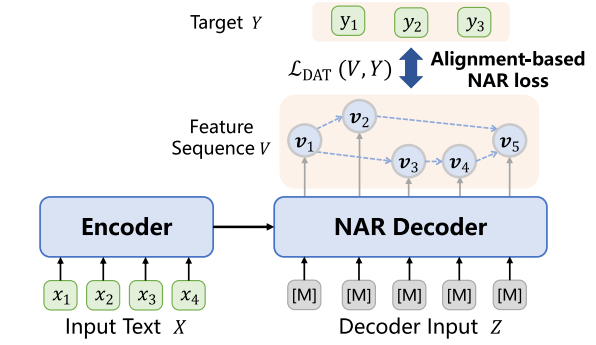 Target Y y₁ y₂ y₃
ℒ_DAT (V, Y) Alignment-based
NAR loss
Feature
Sequence V
v₁ v₂ v₃ v₄ v₅
Encoder NAR Decoder
x₁ x₂ x₃ x₄ [M] [M] [M] [M] [M]
Input Text X Decoder Input Z